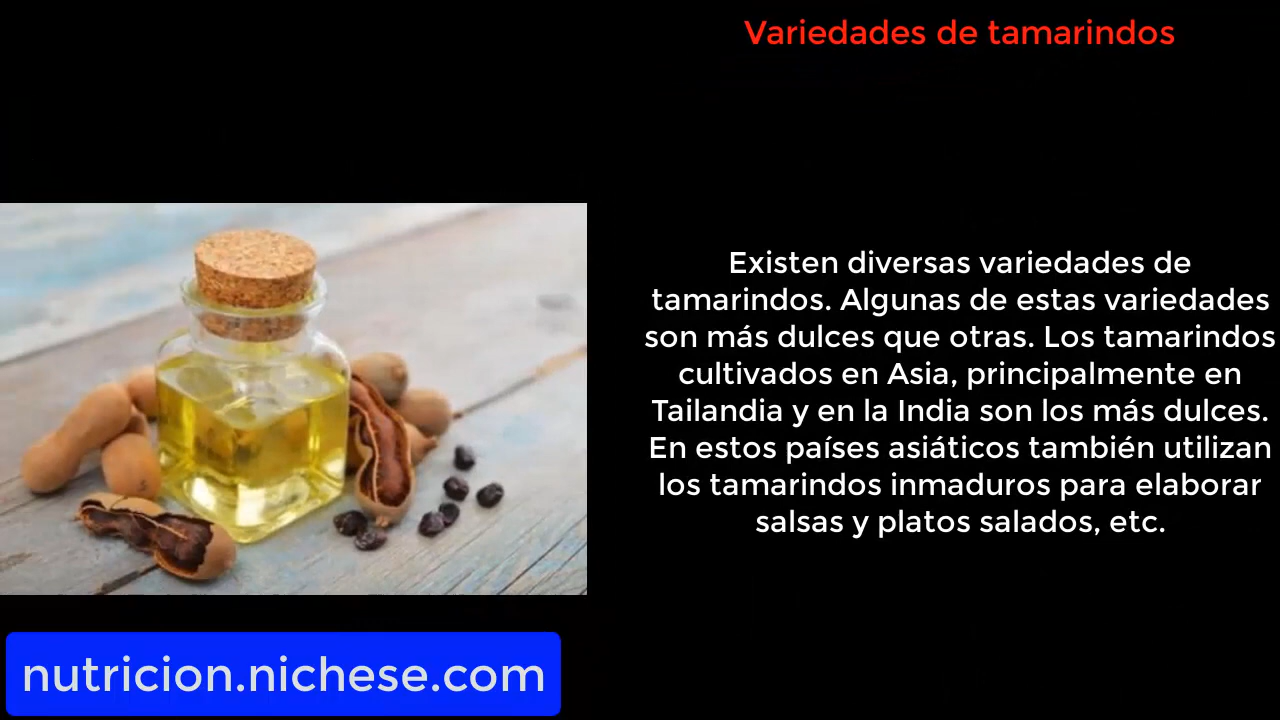 Variedades de tamarindos
Existen diversas variedades de
tamarindos. Algunas de estas variedades
son más dulces que otras. Los tamarindos
cultivados en Asia, principalmente en
Tailandia y en la India son los más dulces.
En estos países asiáticos también utilizan
los tamarindos inmaduros para elaborar
salsas y platos salados, etc.
nutricion.nichese.com